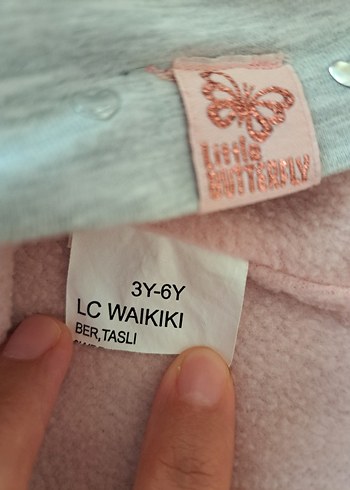 Little
BUTTERFLY
3Y-6Y
LC WAIKIKI
BER,TASLI